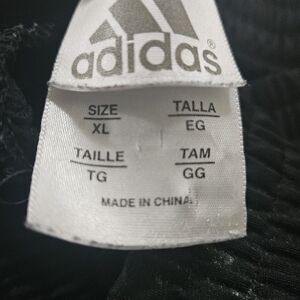 adidas®
SIZE TALLA
XL EG
TAILLE TAM
TG GG
MADE IN CHINA